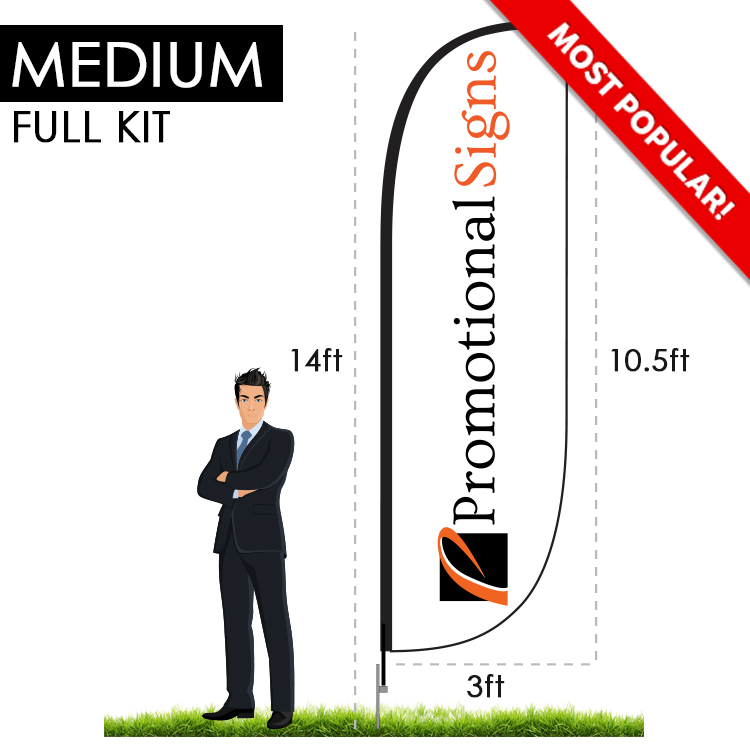 MEDIUM
FULL KIT
MOST POPULAR!
Promotional Signs
14ft
10.5ft
3ft